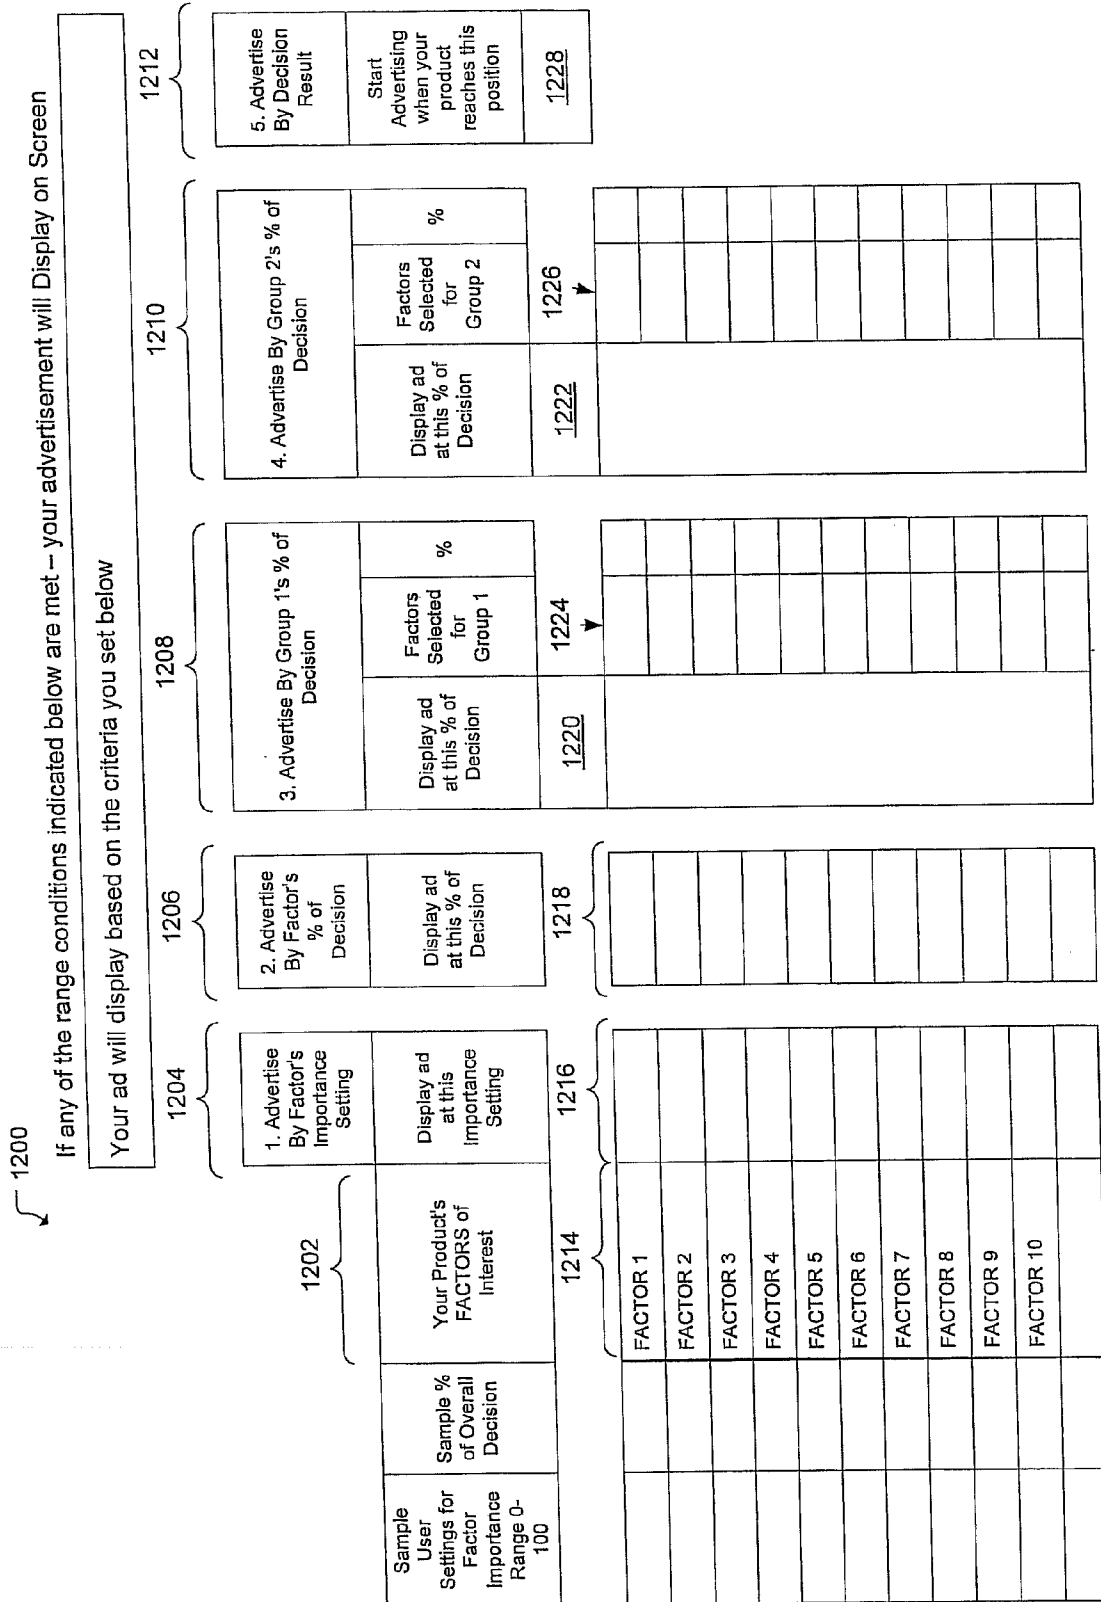 1200
If any of the range conditions indicated below are met – your advertisement will Display on Screen
Your ad will display based on the criteria you set below
1202
1204
1206
1208
1210
1212
Sample
User
Settings for
Factor
Importance
Range 0-
100
Sample %
of Overall
Decision
Your Product's
FACTORS of
Interest
1. Advertise
By Factor's
Importance
Setting
Display ad
at this
Importance
Setting
2. Advertise
By Factor's
% of
Decision
Display ad
at this % of
Decision
3. Advertise By Group 1's % of
Decision
Display ad
at this % of
Decision
Factors
Selected
for
Group 1
%
4. Advertise By Group 2's % of
Decision
Display ad
at this % of
Decision
Factors
Selected
for
Group 2
%
5. Advertise
By Decision
Result
Start
Advertising
when your
product
reaches this
position
1214
1216
1218
1220
1224
1222
1226
1228
FACTOR 1
FACTOR 2
FACTOR 3
FACTOR 4
FACTOR 5
FACTOR 6
FACTOR 7
FACTOR 8
FACTOR 9
FACTOR 10